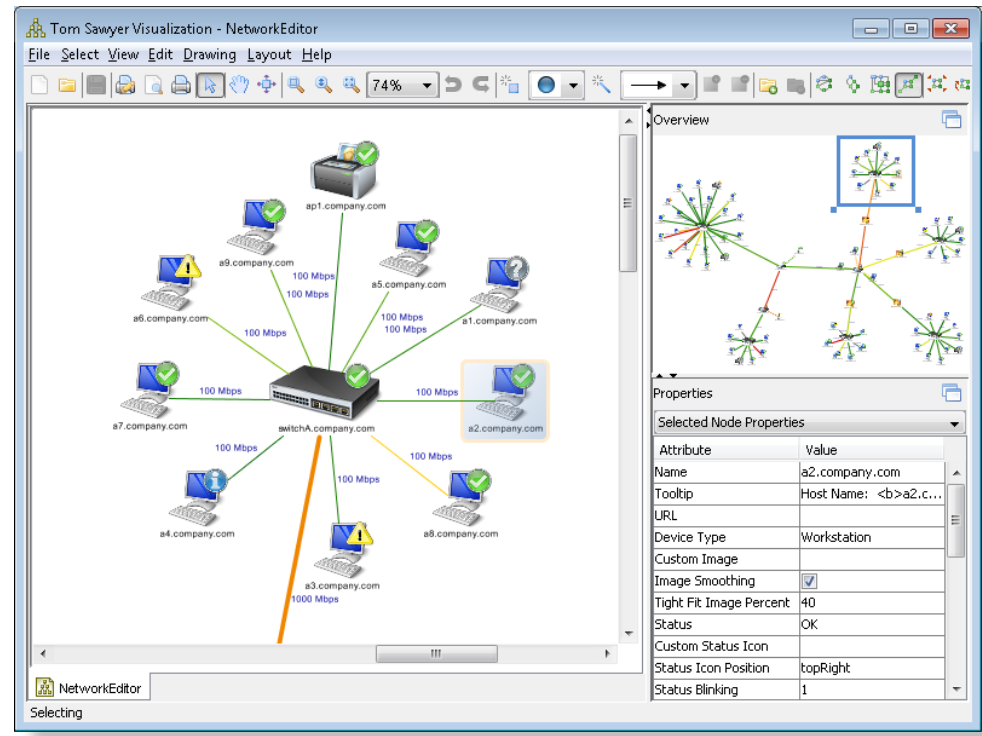 Tom Sawyer Visualization - NetworkEditor
File Select View Edit Drawing Layout Help
74%
ap1.company.com
a9.company.com
100 Mbps
a5.company.com
100 Mbps
a6.company.com
100 Mbps
a1.company.com
100 Mbps
100 Mbps
100 Mbps
100 Mbps
a7.company.com
switchA.company.com
a2.company.com
100 Mbps
100 Mbps
100 Mbps
a4.company.com
a8.company.com
a3.company.com
1000 Mbps
NetworkEditor
Selecting
Overview
Properties
Selected Node Properties
Attribute Value
Name a2.company.com
Tooltip Host Name: <b>a2.c...
URL
Device Type Workstation
Custom Image
Image Smoothing
Tight Fit Image Percent 40
Status OK
Custom Status Icon
Status Icon Position topRight
Status Blinking 1